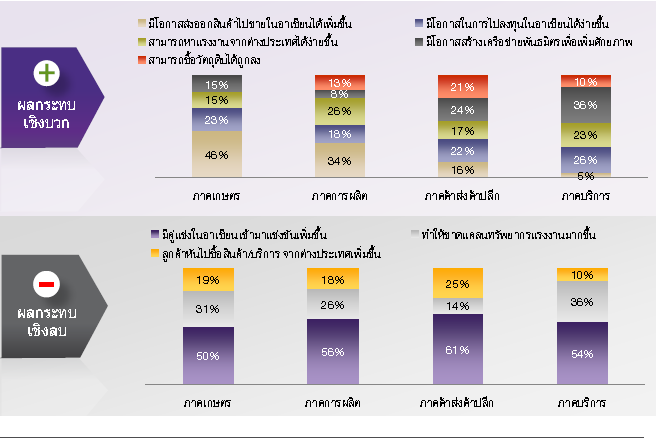 มีโอกาสส่งออกสินค้าไปขายในอาเซียนได้เพิ่มขึ้น มีโอกาสในการไปลงทุนในอาเซียนได้ง่ายขึ้น
สามารถหาแรงงานจากต่างประเทศได้ง่ายขึ้น มีโอกาสสร้างเครือข่ายพันธมิตรเพื่อเพิ่มศักยภาพ
สามารถซื้อวัตถุดิบได้ถูกลง
ผลกระทบ
เชิงบวก
13% 21% 10%
15% 8% 24% 36%
15% 26% 17% 23%
23% 18% 22% 26%
46% 34% 16% 5%
ภาคเกษตร ภาคการผลิต ภาคค้าส่งค้าปลีก ภาคบริการ
มีคู่แข่งในอาเซียนเข้ามาแข่งขันเพิ่มขึ้น ทำให้ขาดแคลนทรัพยากรแรงงานมากขึ้น
ลูกค้าหันไปซื้อสินค้า/บริการ จากต่างประเทศเพิ่มขึ้น
ผลกระทบ
เชิงลบ
19% 18% 25% 10%
31% 26% 14% 36%
50% 56% 61% 54%
ภาคเกษตร ภาคการผลิต ภาคค้าส่งค้าปลีก ภาคบริการ